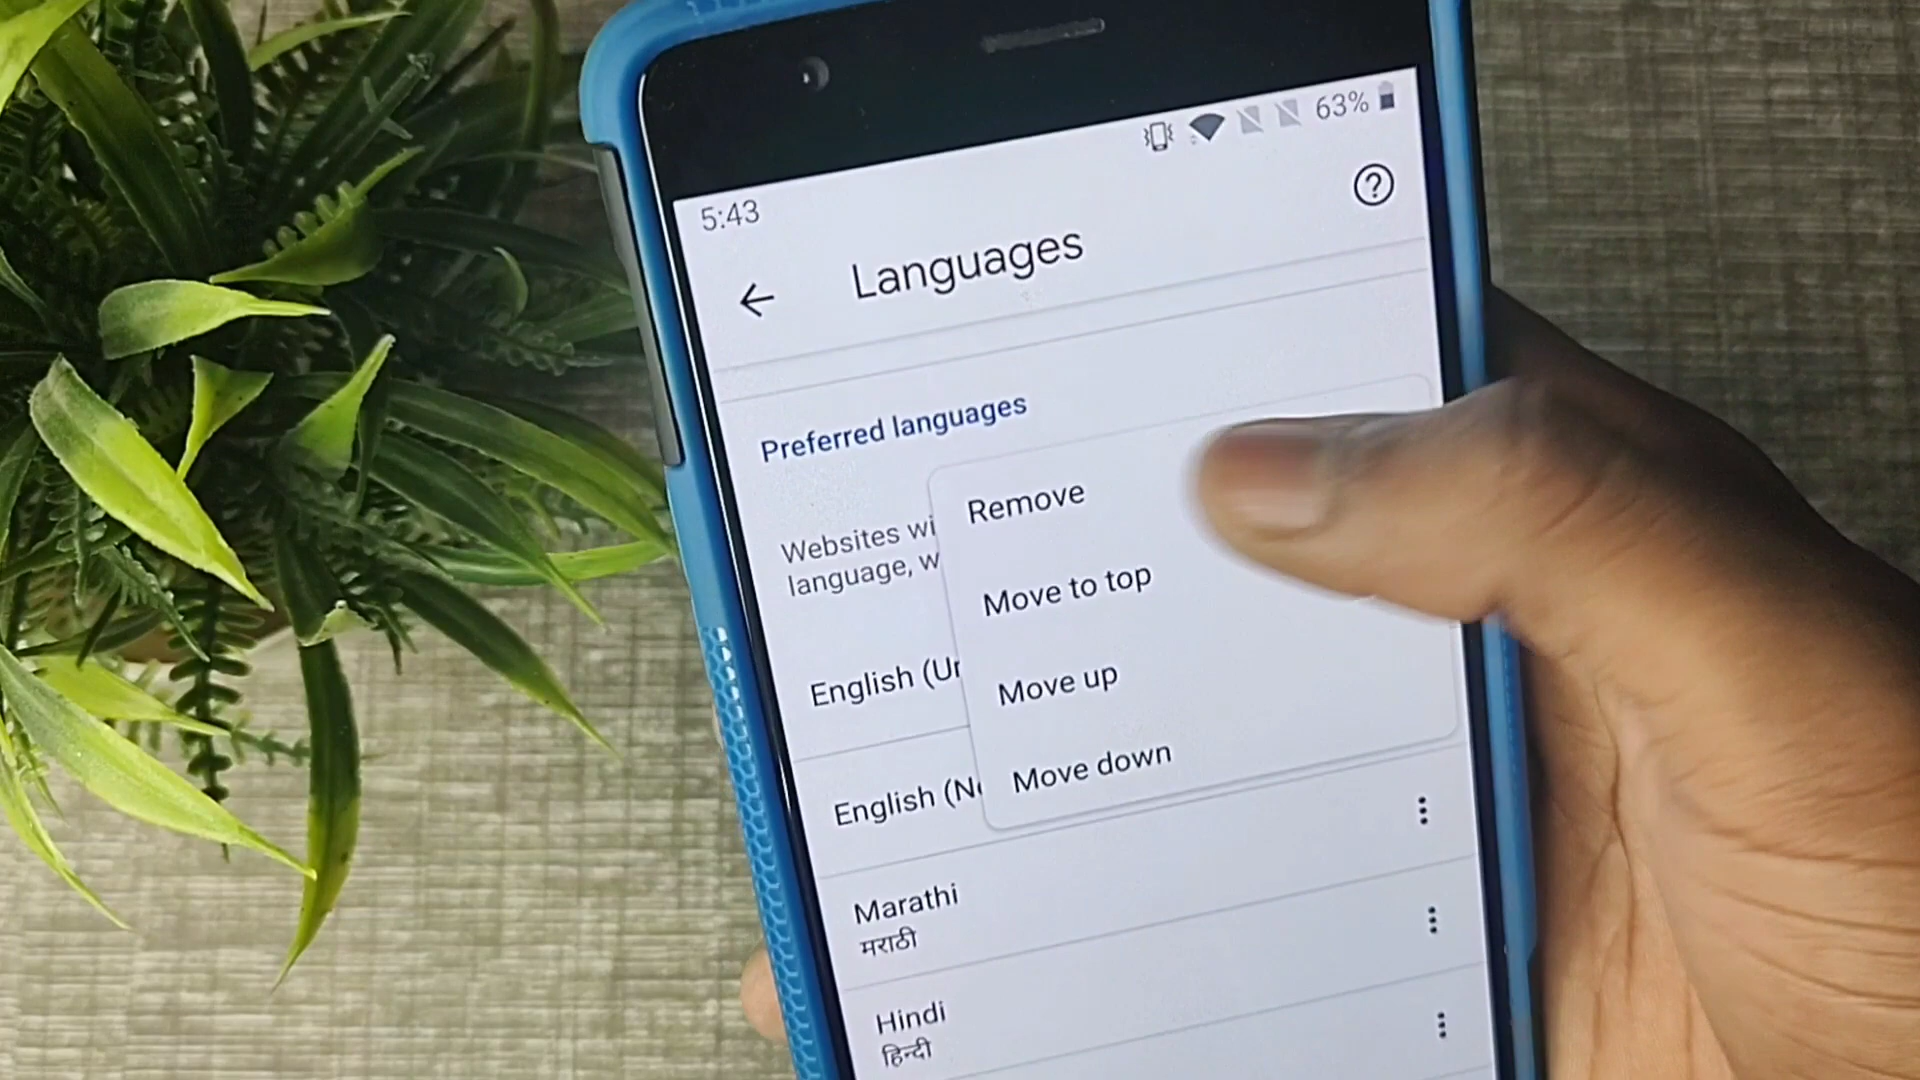 63%
5:43
Languages
Preferred languages
Websites
language,
Remove
Move to top
Move up
Move down
English
English
Marathi
मराठी
Hindi
हिन्दी